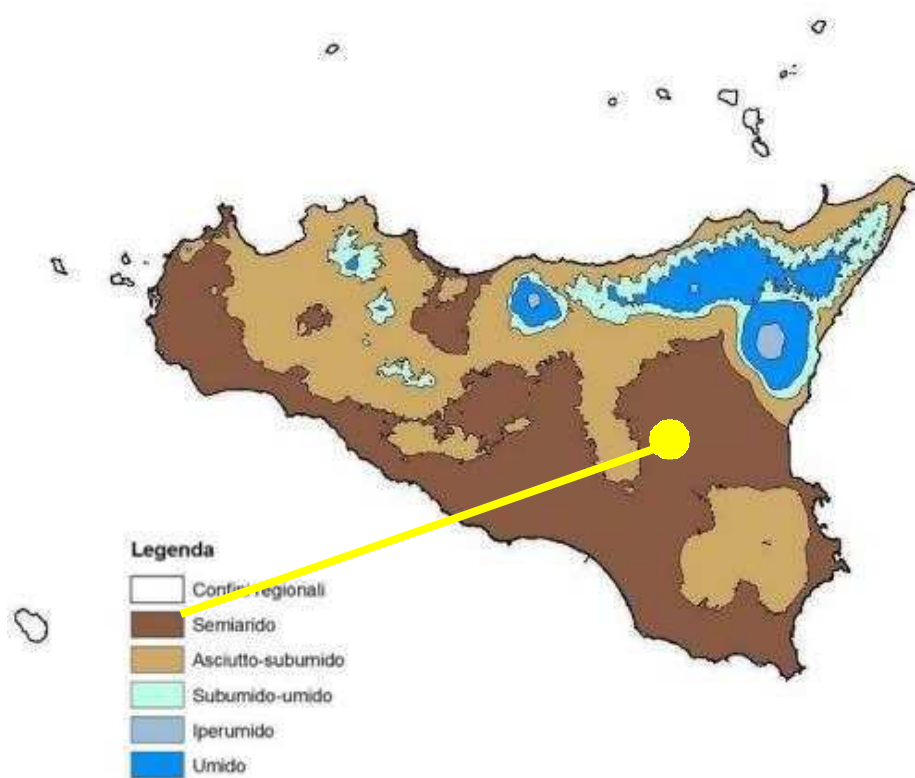 Legenda
Confini regionali
Semiarido
Asciutto-subumido
Subumido-umido
Iperumido
Umido